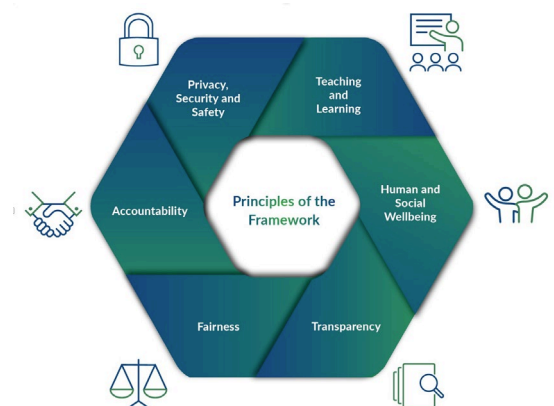 Principles of the
Framework
Teaching
and
Learning
Human and
Social
Wellbeing
Transparency
Fairness
Accountability
Privacy,
Security and
Safety